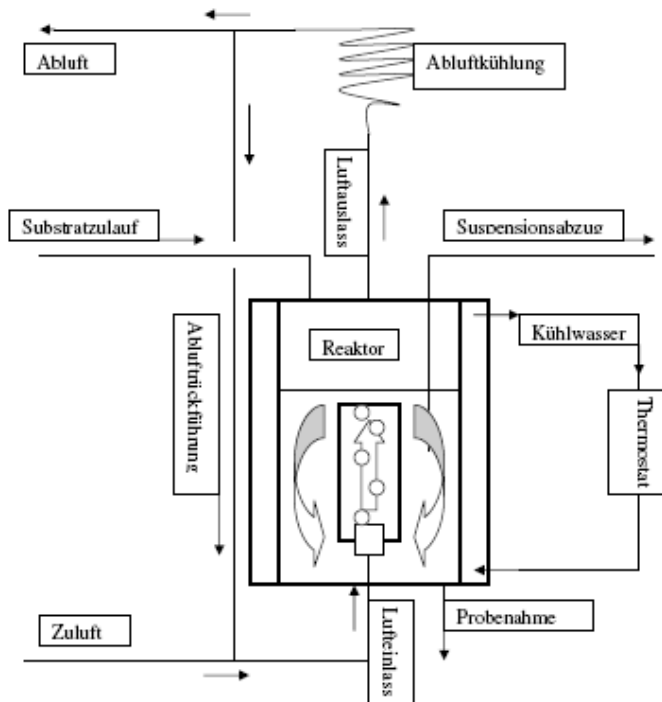 Abluft
Abluftkühlung
Luftauslass
Substratzulauf
Suspensionsabzug
Reaktor
Kühlwasser
Abluftrückführung
Thermostat
Zuluft
Lufteinlass
Probenahme